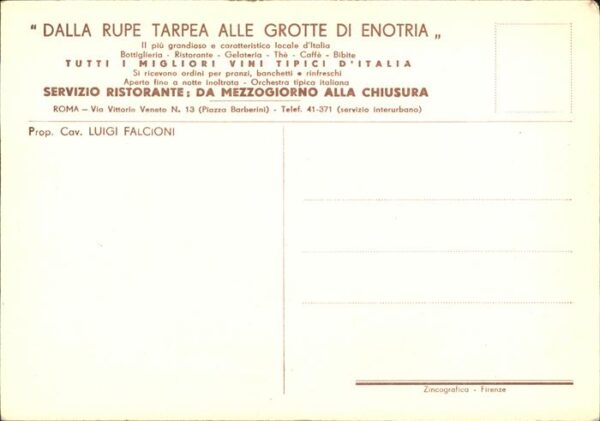 " DALLA RUPE TARPEA ALLE GROTTE DI ENOTRIA „
Il più grandioso e caratteristico locale d'Italia
Bottiglieria - Ristorante - Gelateria - Thè - Caffè - Bibite
TUTTI I MIGLIORI VINI TIPICI D'ITALIA
Si ricevono ordini per pranzi, banchetti e rinfreschi
Aperto fino a notte inoltrata - Orchestra tipica italiana
SERVIZIO RISTORANTE: DA MEZZOGIORNO ALLA CHIUSURA
ROMA — Via Vittorio Veneto N. 13 (Piazza Barberini) - Telef. 41-371 (servizio interurbano)
Prop. Cav. LUIGI FALCIONI
Zincografica - Firenze